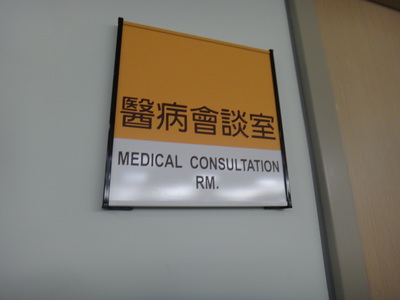 醫病會談室
MEDICAL CONSULTATION
RM.